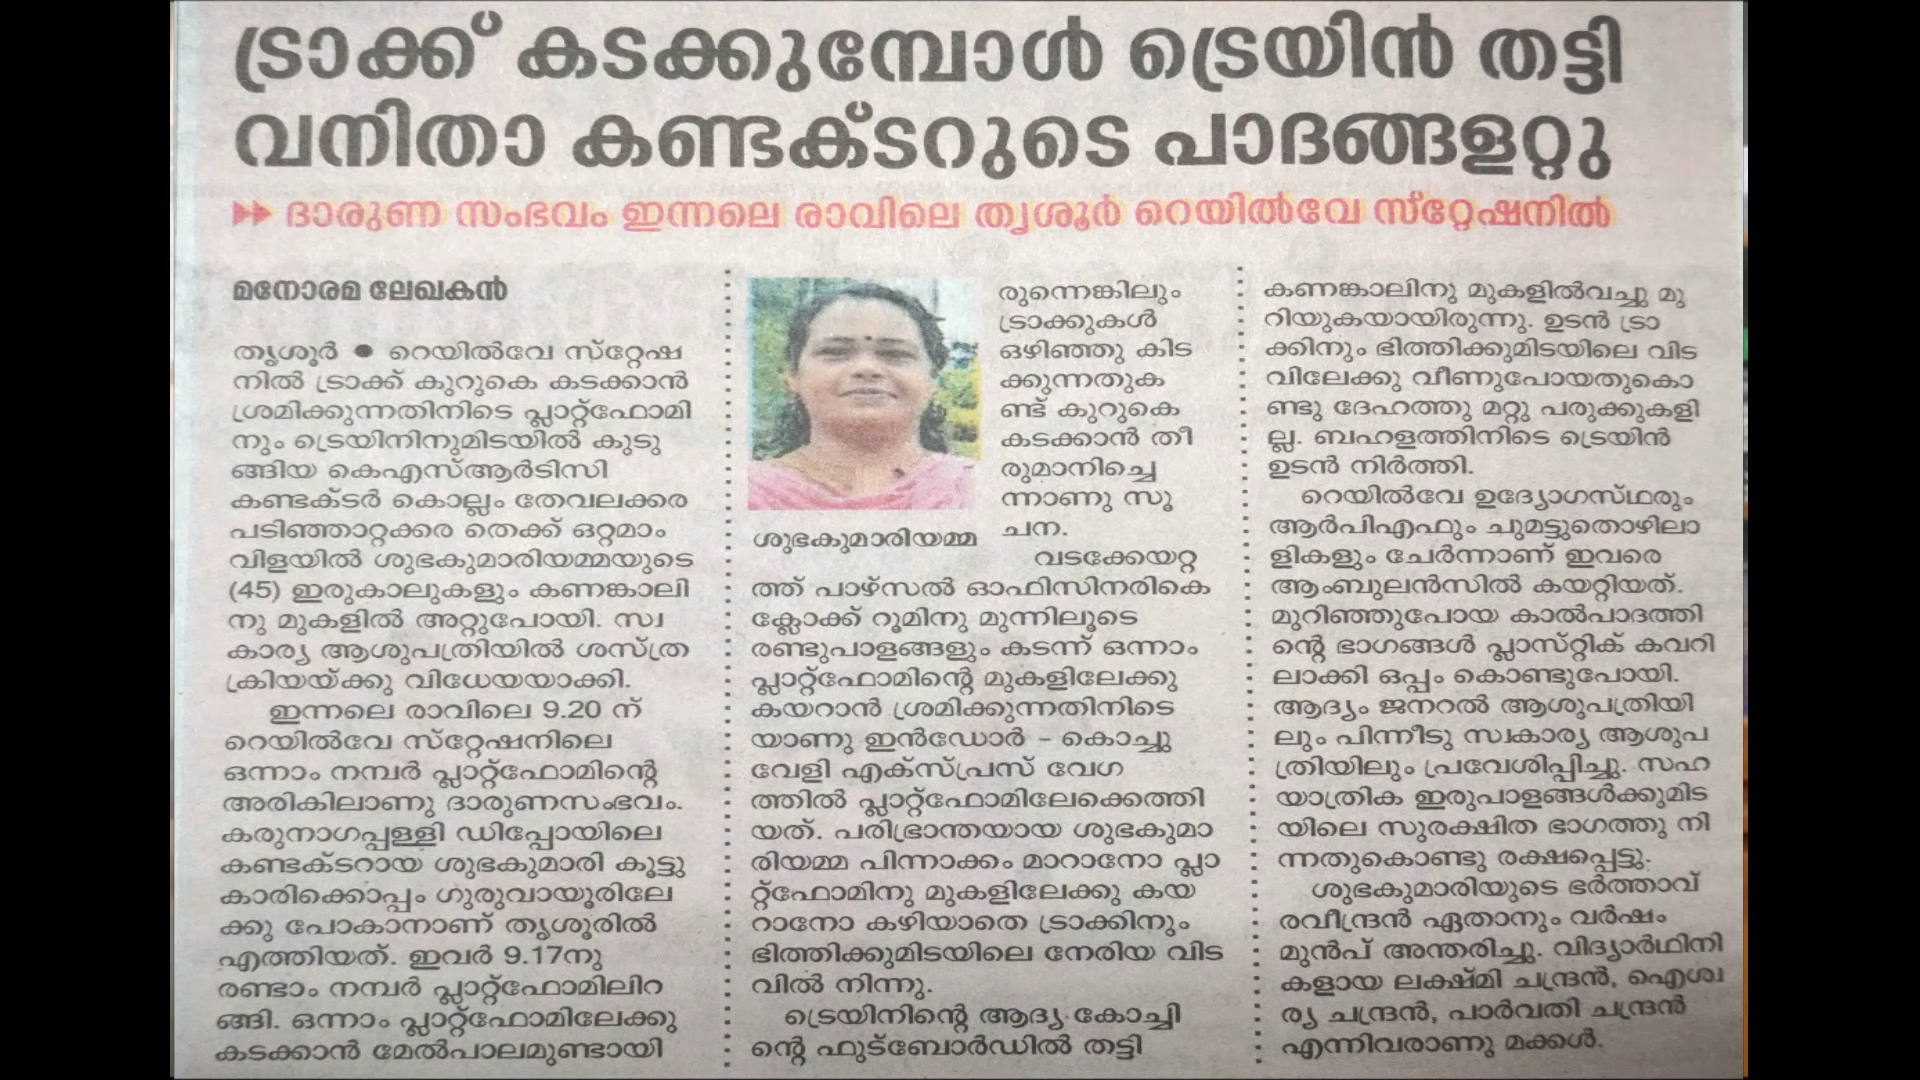 ട്രാക്ക് കടക്കുമ്പോൾ ട്രെയിൻ തട്ടി
വനിതാ കണ്ടക്ടറുടെ പാദങ്ങളറ്റു
ദാരുണ സംഭവം ഇന്നലെ രാവിലെ തൃശൂർ റെയിൽവേ സ്റ്റേഷനിൽ
മനോരമ ലേഖകൻ
തൃശൂർ ● റെയിൽവേ സ്റ്റേഷ
നിൽ ട്രാക്ക് കുറുകെ കടക്കാൻ
ശ്രമിക്കുന്നതിനിടെ പ്ലാറ്റ്ഫോമി
നും ട്രെയിനിനുമിടയിൽ കുടു
ങ്ങിയ കെഎസ്ആർടിസി
കണ്ടക്ടർ കൊല്ലം തേവലക്കര
പടിഞ്ഞാറ്റക്കര തെക്ക് ഒറ്റമാം
വിളയിൽ ശുഭകുമാരിയമ്മയുടെ
(45) ഇരുകാലുകളും കണങ്കാലി
നു മുകളിൽ അറ്റുപോയി. സ്വ
കാര്യ ആശുപത്രിയിൽ ശസ്ത്ര
ക്രിയയ്ക്കു വിധേയയാക്കി.
ഇന്നലെ രാവിലെ 9.20 ന്
റെയിൽവേ സ്റ്റേഷനിലെ
ഒന്നാം നമ്പർ പ്ലാറ്റ്ഫോമിന്റെ
അരികിലാണു ദാരുണസംഭവം.
കരുനാഗപ്പള്ളി ഡിപ്പോയിലെ
കണ്ടക്ടറായ ശുഭകുമാരി കൂട്ടു
കാരിക്കൊപ്പം ഗുരുവായൂരിലേ
ക്കു പോകാനാണ് തൃശൂരിൽ
എത്തിയത്. ഇവർ 9.17നു
രണ്ടാം നമ്പർ പ്ലാറ്റ്ഫോമിലിറ
ങ്ങി. ഒന്നാം പ്ലാറ്റ്ഫോമിലേക്കു
കടക്കാൻ മേൽപാലമുണ്ടായി
ശുഭകുമാരിയമ്മ
രുന്നെങ്കിലും
ട്രാക്കുകൾ
ഒഴിഞ്ഞു കിട
ക്കുന്നതുക
ണ്ട് കുറുകെ
കടക്കാൻ തീ
രുമാനിച്ചെ
ന്നാണു സൂ
ചന.
വടക്കേയറ്റ
ത്ത് പാഴ്സൽ ഓഫിസിനരികെ
ക്ലോക്ക് റൂമിനു മുന്നിലൂടെ
രണ്ടുപാളങ്ങളും കടന്ന് ഒന്നാം
പ്ലാറ്റ്ഫോമിന്റെ മുകളിലേക്കു
കയറാൻ ശ്രമിക്കുന്നതിനിടെ
യാണു ഇൻഡോർ – കൊച്ചു
വേളി എക്സ്പ്രസ് വേഗ
ത്തിൽ പ്ലാറ്റ്ഫോമിലേക്കെത്തി
യത്. പരിഭ്രാന്തയായ ശുഭകുമാ
രിയമ്മ പിന്നാക്കം മാറാനോ പ്ലാ
റ്റ്ഫോമിനു മുകളിലേക്കു കയ
റാനോ കഴിയാതെ ട്രാക്കിനും
ഭിത്തിക്കുമിടയിലെ നേരിയ വിട
വിൽ നിന്നു.
ട്രെയിനിന്റെ ആദ്യ കോച്ചി
ന്റെ ഫുട്ബോർഡിൽ തട്ടി
കണങ്കാലിനു മുകളിൽവച്ചു മു
റിയുകയായിരുന്നു. ഉടൻ ട്രാ
ക്കിനും ഭിത്തിക്കുമിടയിലെ വിട
വിലേക്കു വീണുപോയതുകൊ
ണ്ടു ദേഹത്തു മറ്റു പരുക്കുകളി
ല്ല. ബഹളത്തിനിടെ ട്രെയിൻ
ഉടൻ നിർത്തി.
റെയിൽവേ ഉദ്യോഗസ്ഥരും
ആർപിഎഫും ചുമട്ടുതൊഴിലാ
ളികളും ചേർന്നാണ് ഇവരെ
ആംബുലൻസിൽ കയറ്റിയത്.
മുറിഞ്ഞുപോയ കാൽപാദത്തി
ന്റെ ഭാഗങ്ങൾ പ്ലാസ്റ്റിക് കവറി
ലാക്കി ഒപ്പം കൊണ്ടുപോയി.
ആദ്യം ജനറൽ ആശുപത്രിയി
ലും പിന്നീടു സ്വകാര്യ ആശുപ
ത്രിയിലും പ്രവേശിപ്പിച്ചു. സഹ
യാത്രിക ഇരുപാളങ്ങൾക്കുമിട
യിലെ സുരക്ഷിത ഭാഗത്തു നി
ന്നതുകൊണ്ടു രക്ഷപ്പെട്ടു.
ശുഭകുമാരിയുടെ ഭർത്താവ്
രവീന്ദ്രൻ ഏതാനും വർഷം
മുൻപ് അന്തരിച്ചു. വിദ്യാർഥിനി
കളായ ലക്ഷ്മി ചന്ദ്രൻ, ഐശ്വ
ര്യ ചന്ദ്രൻ, പാർവതി ചന്ദ്രൻ
എന്നിവരാണു മക്കൾ.